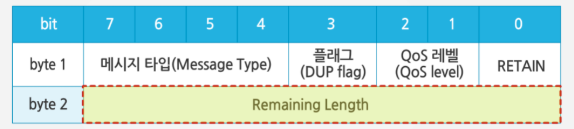 bit 7 6 5 4 3 2 1 0
byte 1 메시지 타입(Message Type) 플래그 (DUP flag) QoS 레벨 (QoS level) RETAIN
byte 2 Remaining Length